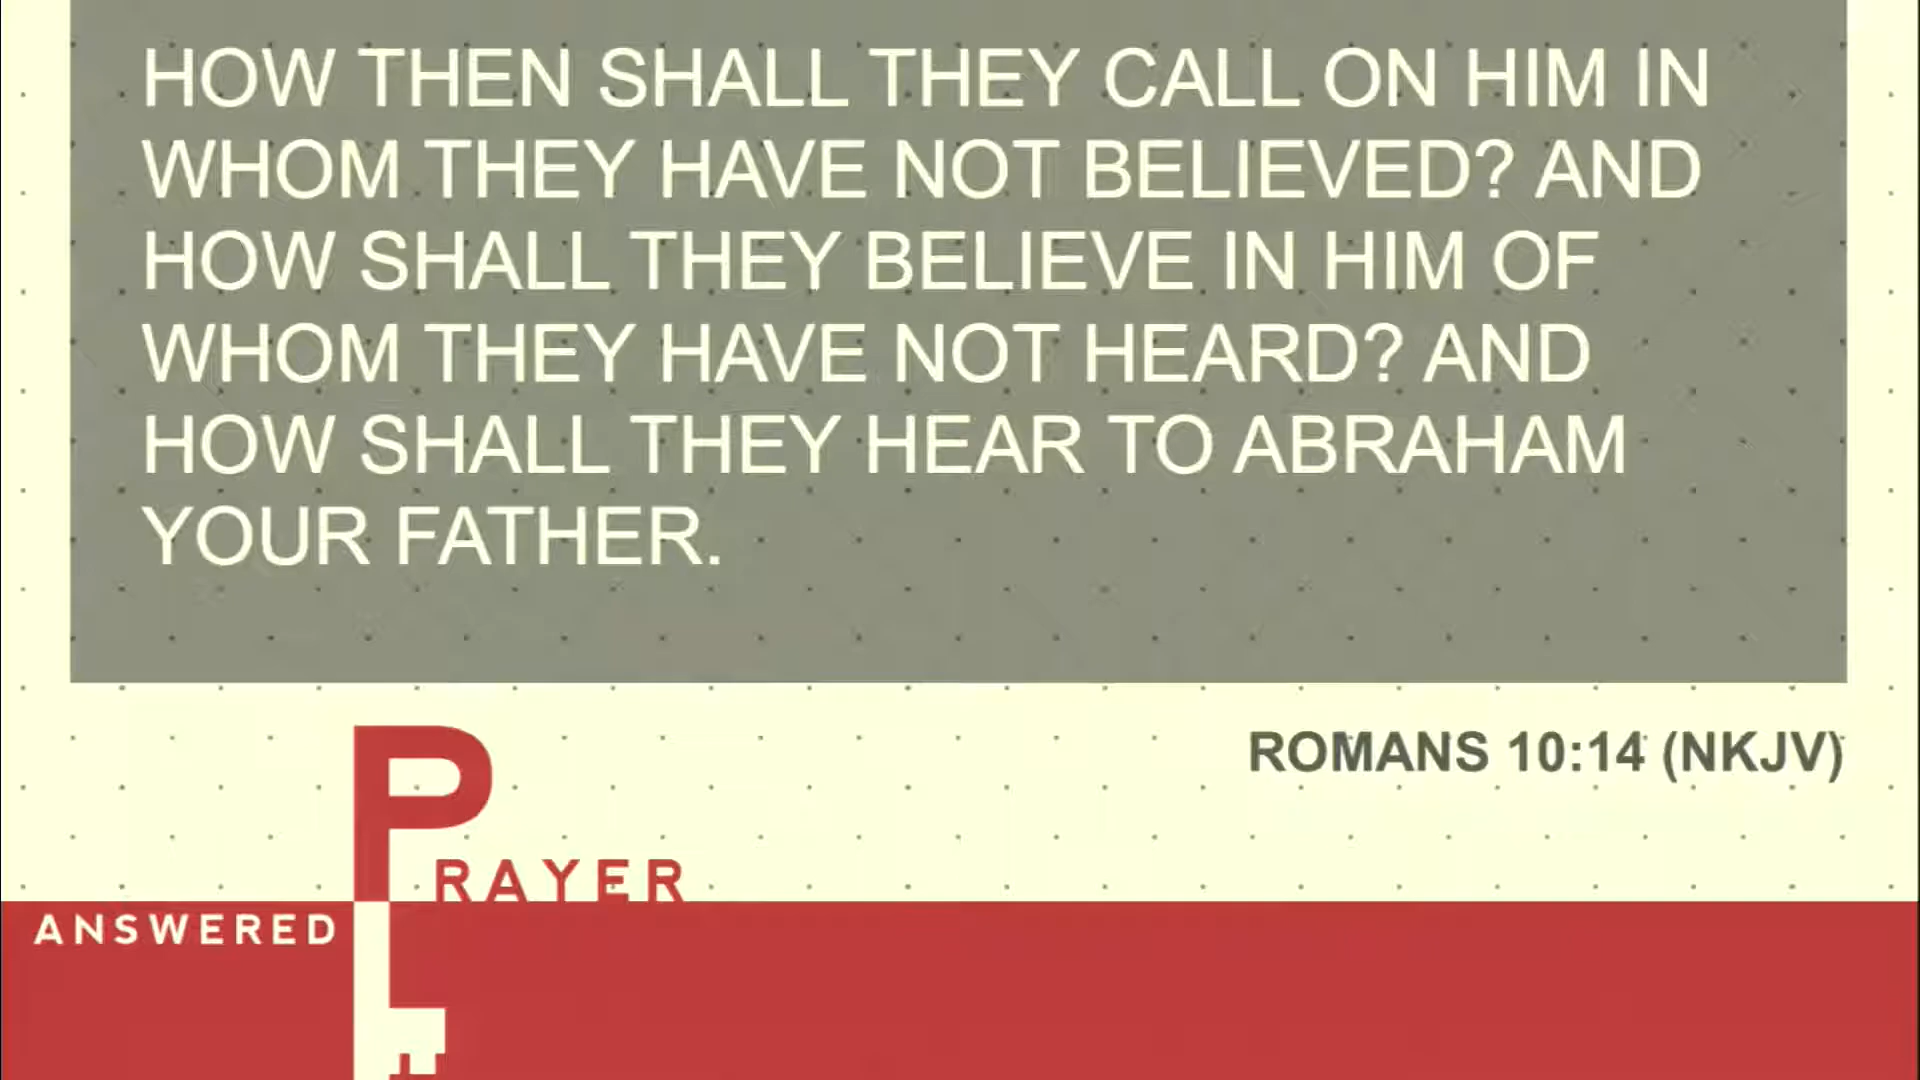 HOW THEN SHALL THEY CALL ON HIM IN
WHOM THEY HAVE NOT BELIEVED? AND
HOW SHALL THEY BELIEVE IN HIM OF
WHOM THEY HAVE NOT HEARD? AND
HOW SHALL THEY HEAR TO ABRAHAM
YOUR FATHER.
ROMANS 10:14 (NKJV)
ANSWERED
PRAYER